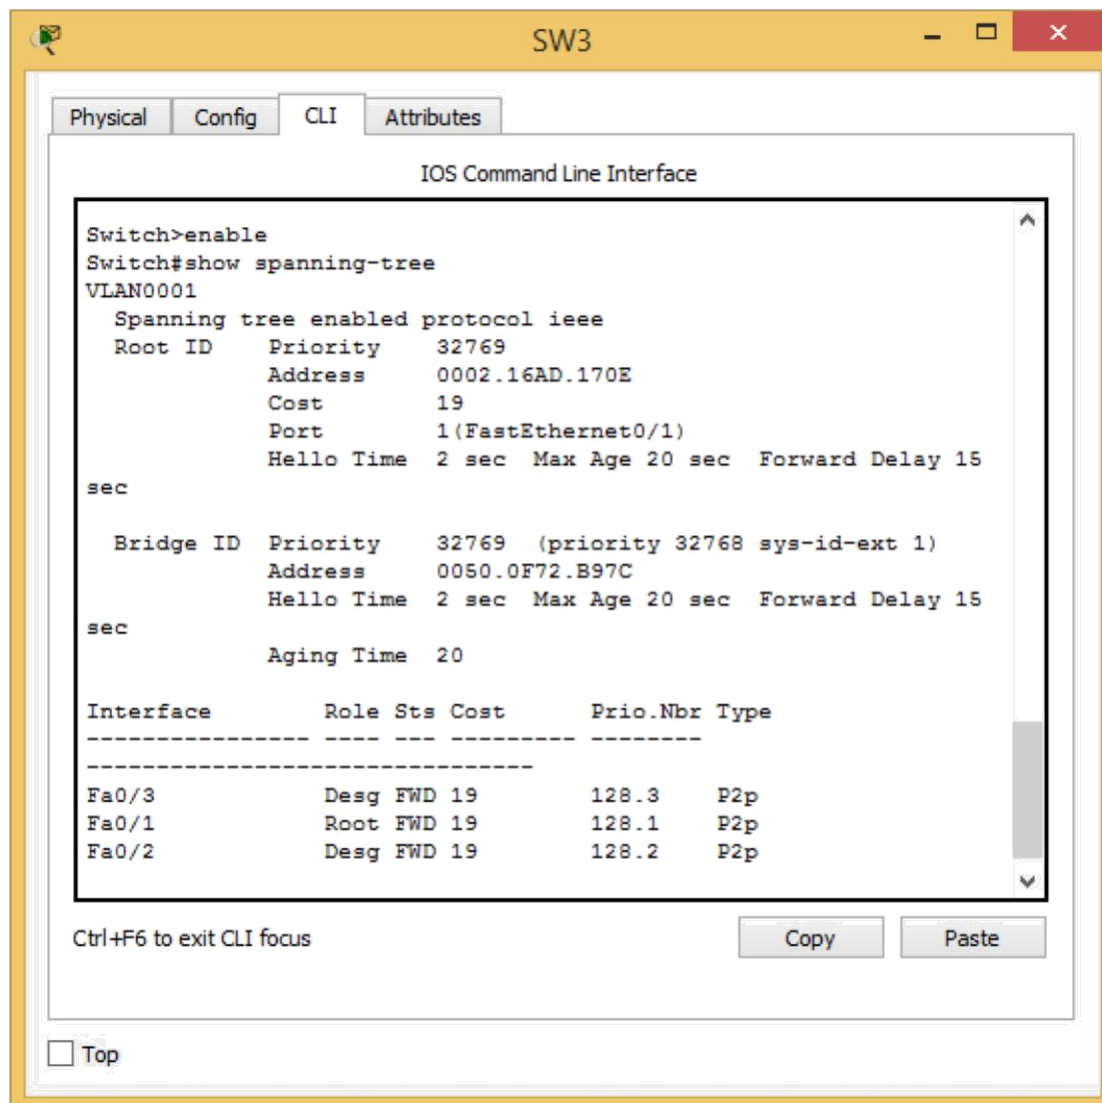 SW3
Physical Config CLI Attributes
IOS Command Line Interface
Switch>enable
Switch#show spanning-tree
VLAN0001
  Spanning tree enabled protocol ieee
  Root ID    Priority    32769
             Address     0002.16AD.170E
             Cost        19
             Port        1(FastEthernet0/1)
             Hello Time  2 sec  Max Age 20 sec  Forward Delay 15
sec
  Bridge ID  Priority    32769  (priority 32768 sys-id-ext 1)
             Address     0050.0F72.B97C
             Hello Time  2 sec  Max Age 20 sec  Forward Delay 15
sec
             Aging Time  20
Interface        Role Sts Cost      Prio.Nbr Type
---------------- ---- --- --------- --------
--------------------------------
Fa0/3            Desg FWD 19        128.3    P2p
Fa0/1            Root FWD 19        128.1    P2p
Fa0/2            Desg FWD 19        128.2    P2p
Ctrl+F6 to exit CLI focus
Copy
Paste
Top